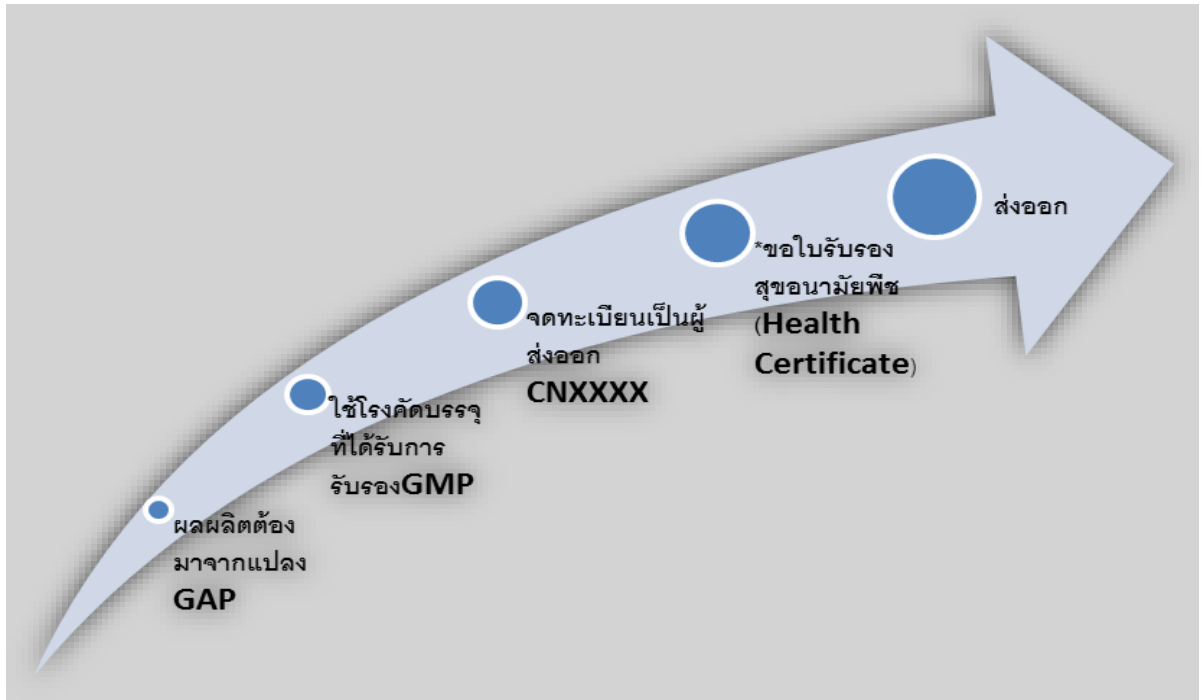 ผลผลิตต้อง
มาจากแปลง
GAP
ใช้โรงคัดบรรจุ
ที่ได้รับการ
รับรองGMP
จดทะเบียนเป็นผู้
ส่งออก
CNXXXX
*ขอใบรับรอง
สุขอนามัยพืช
(Health
Certificate)
ส่งออก